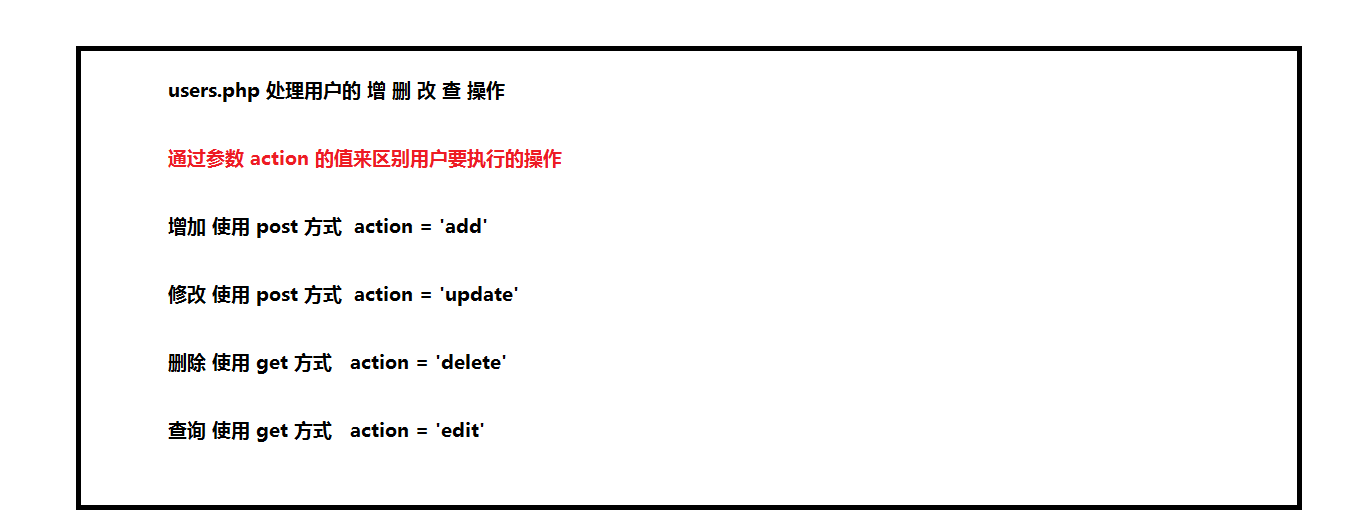 users.php 处理用户的 增 删 改 查 操作
通过参数 action 的值来区别用户要执行的操作
增加 使用 post 方式  action = 'add'
修改 使用 post 方式  action = 'update'
删除 使用 get 方式   action = 'delete'
查询 使用 get 方式   action = 'edit'